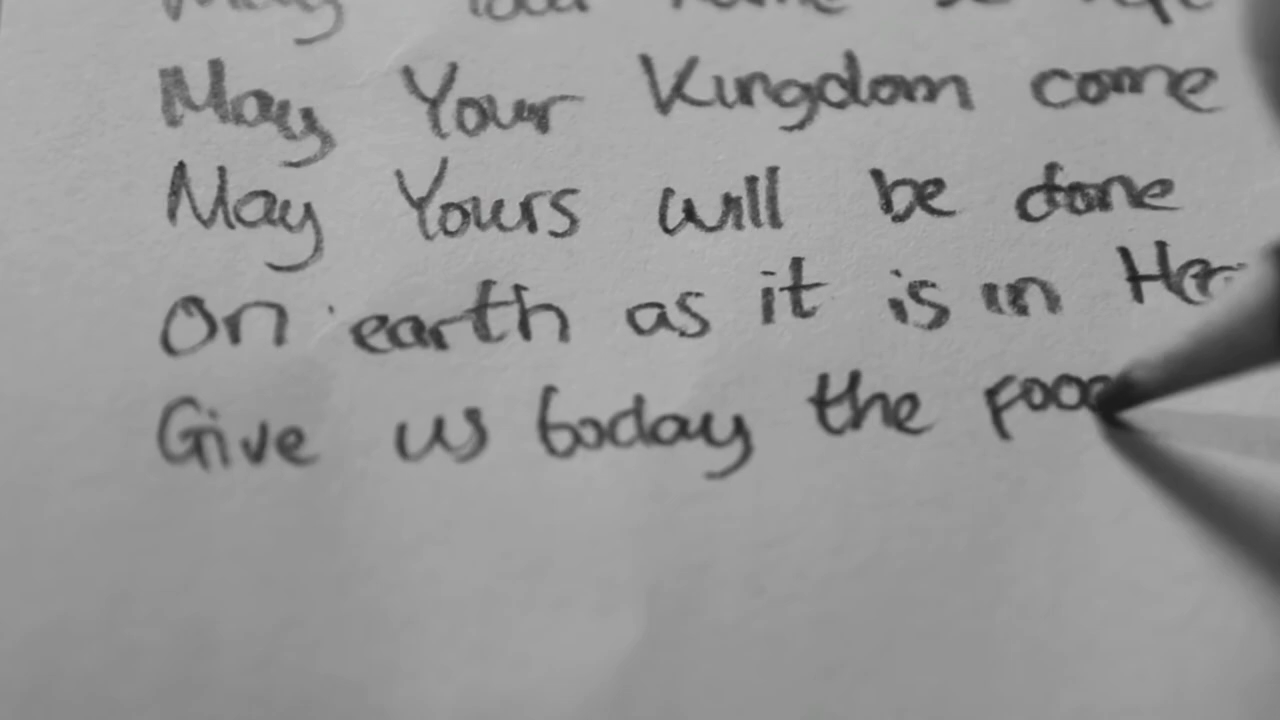 May Your Kingdom come
May Yours will be done
on earth as it is in
Give us today the